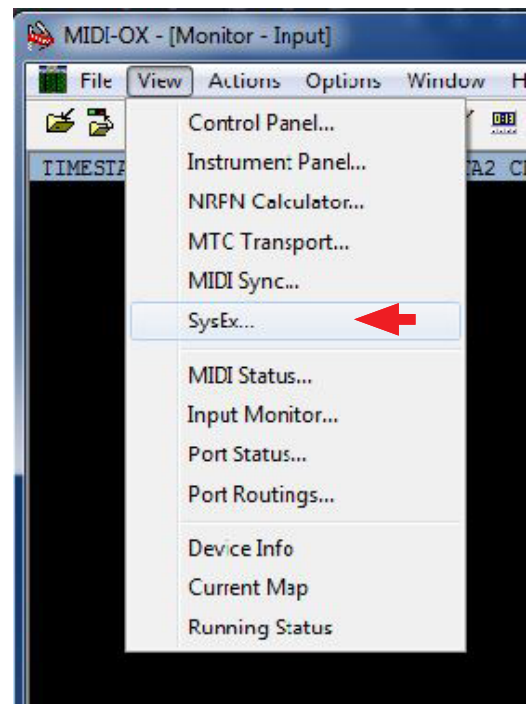 MIDI-OX - [Monitor - Input]
File View Actions Options Window H
TIMESTA A2 CH
Control Panel...
Instrument Panel...
NRPN Calculator...
MTC Transport...
MIDI Sync...
SysEx...
MIDI Status...
Input Monitor...
Port Status...
Port Routings...
Device Info
Current Map
Running Status